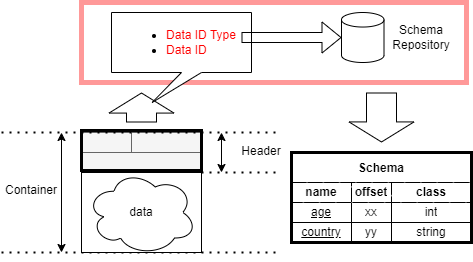 • Data ID Type
• Data ID
Schema
Repository
Container
Header
data
Schema
name offset class
age xx int
country yy string